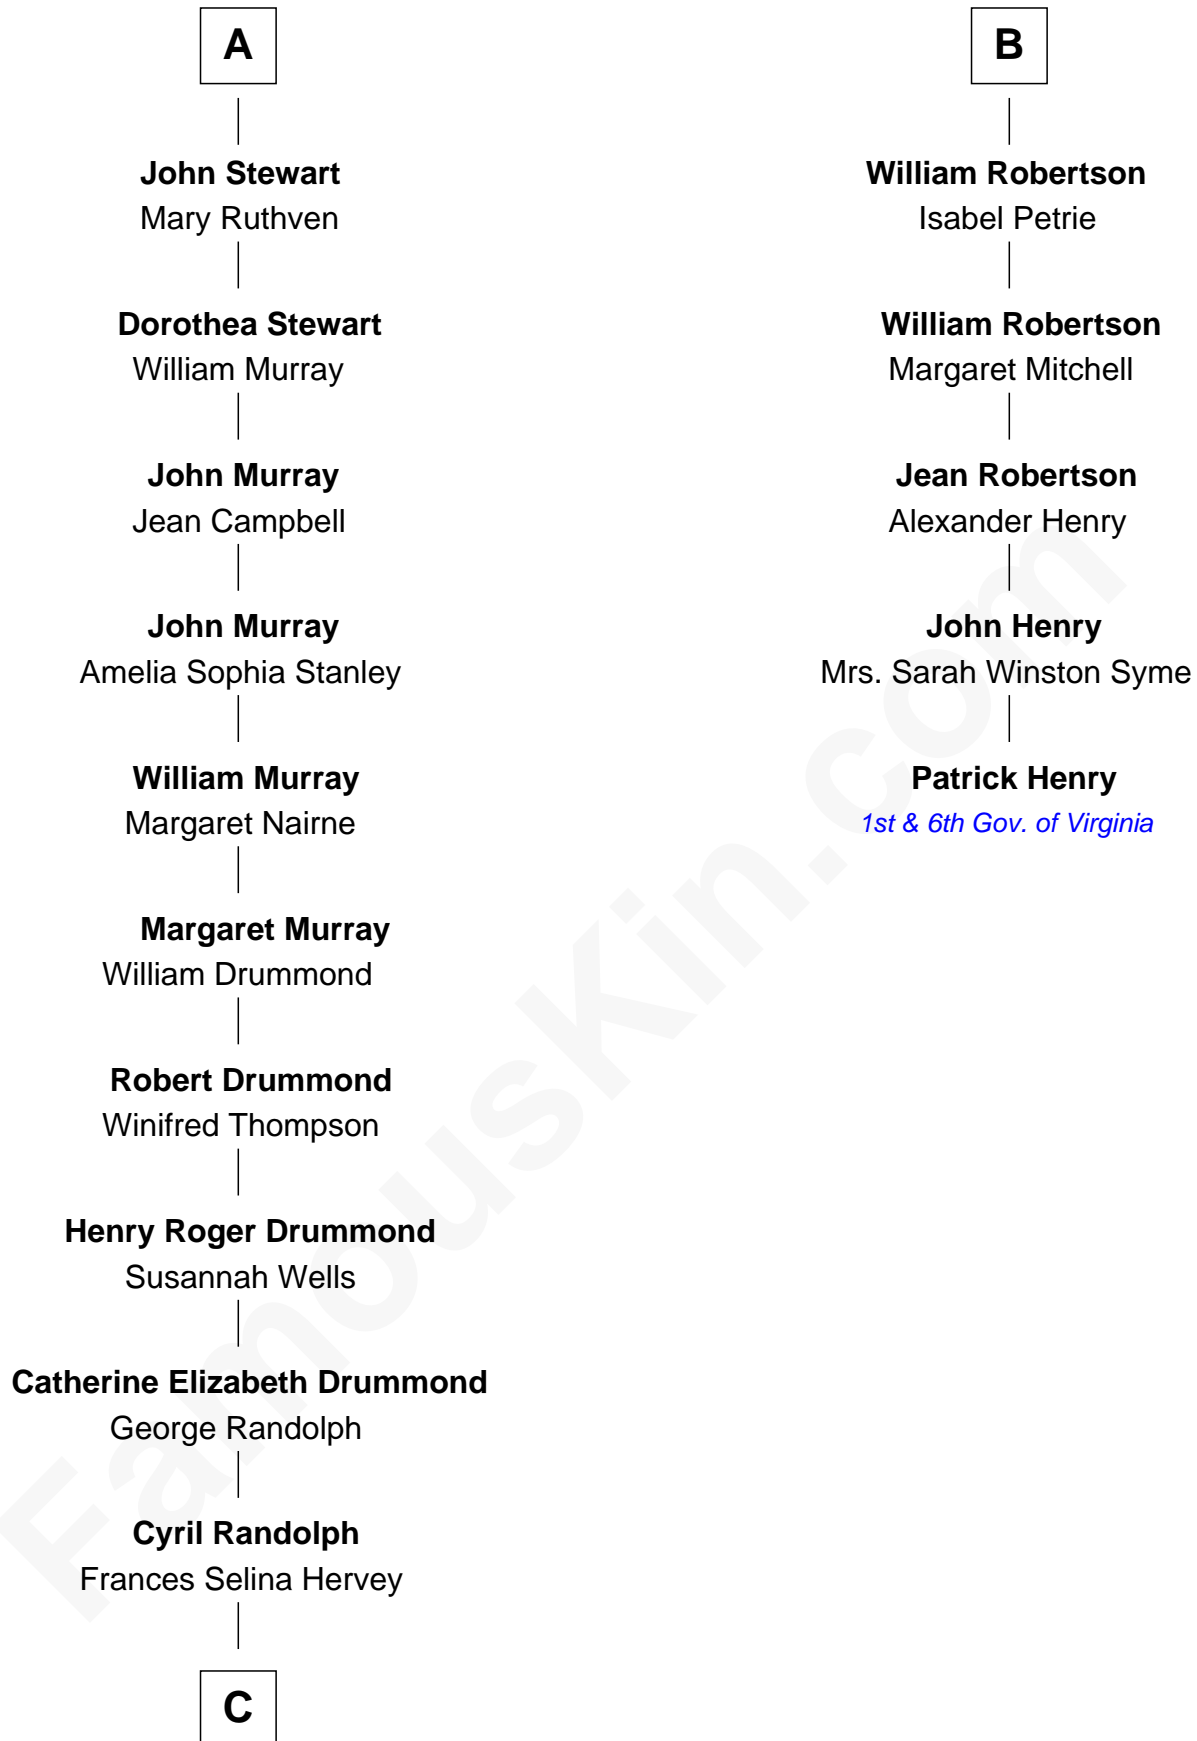 A
John Stewart
Mary Ruthven
Dorothea Stewart
William Murray
John Murray
Jean Campbell
John Murray
Amelia Sophia Stanley
William Murray
Margaret Nairne
Margaret Murray
William Drummond
Robert Drummond
Winifred Thompson
Henry Roger Drummond
Susannah Wells
Catherine Elizabeth Drummond
George Randolph
Cyril Randolph
Frances Selina Hervey
C
B
William Robertson
Isabel Petrie
William Robertson
Margaret Mitchell
Jean Robertson
Alexander Henry
John Henry
Mrs. Sarah Winston Syme
Patrick Henry
1st & 6th Gov. of Virginia
FamousKin.com